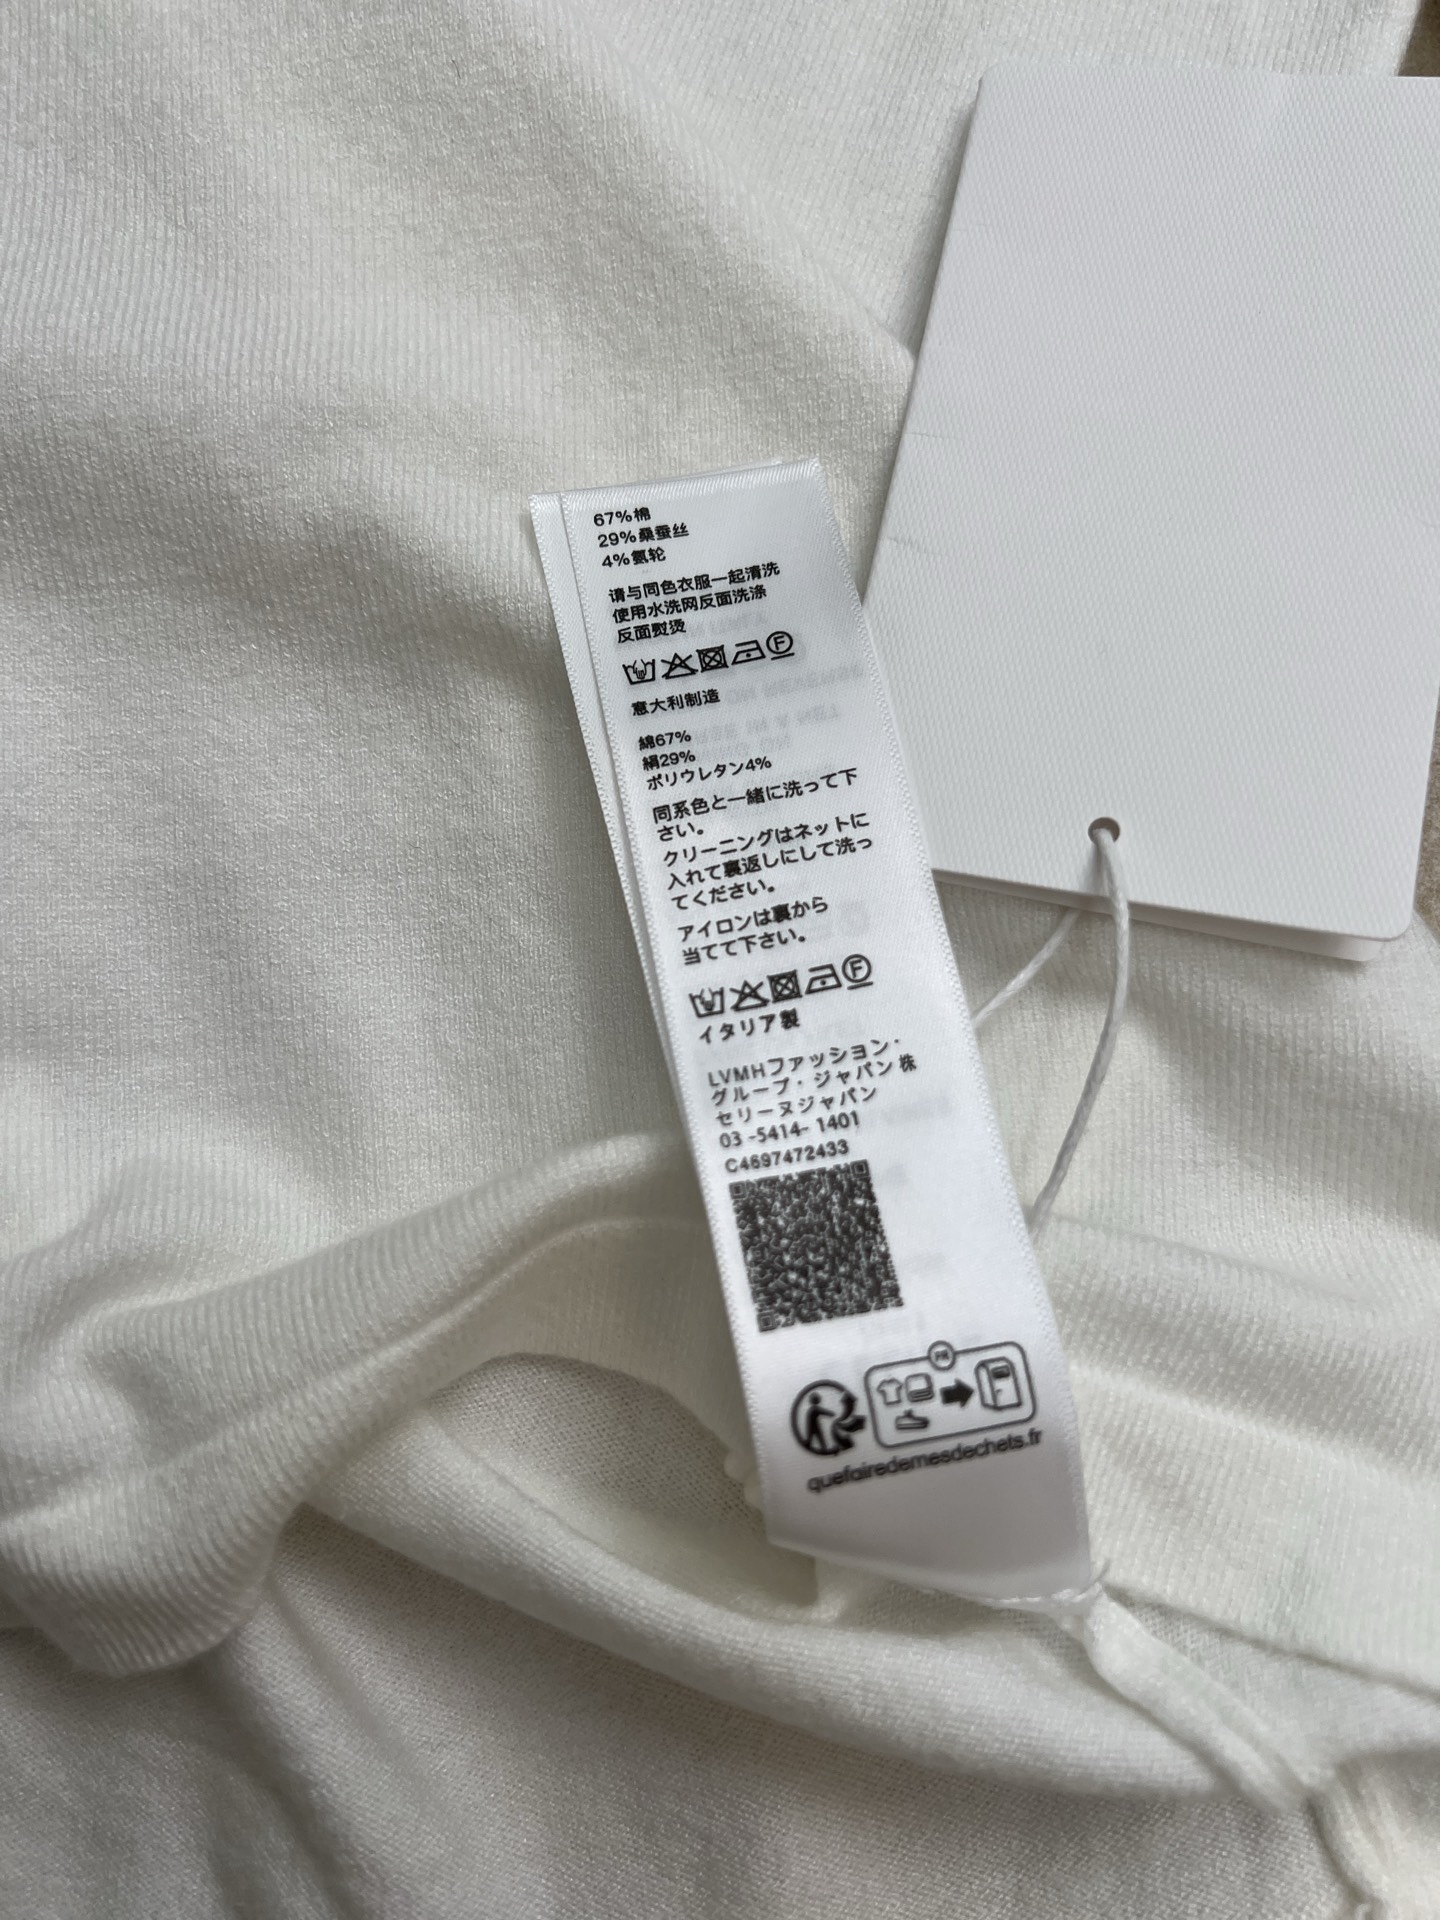 67%棉
29%桑蚕丝
4%氨轮
请与同色衣服一起清洗
使用水洗网反面洗涤
反面熨烫
F
意大利制造
綿67%
絹29%
ポリウレタン4%
同系色と一緒に洗って下
さい。
クリーニングはネットに
入れて裏返しにして洗っ
てください。
アイロンは裏から
当てて下さい。
F
イタリア製
LVMHファッション・
グループ・ジャパン 株
セリーヌジャパン
03 -5414- 1401
C4697472433
FR
quefairedemesdechets.fr